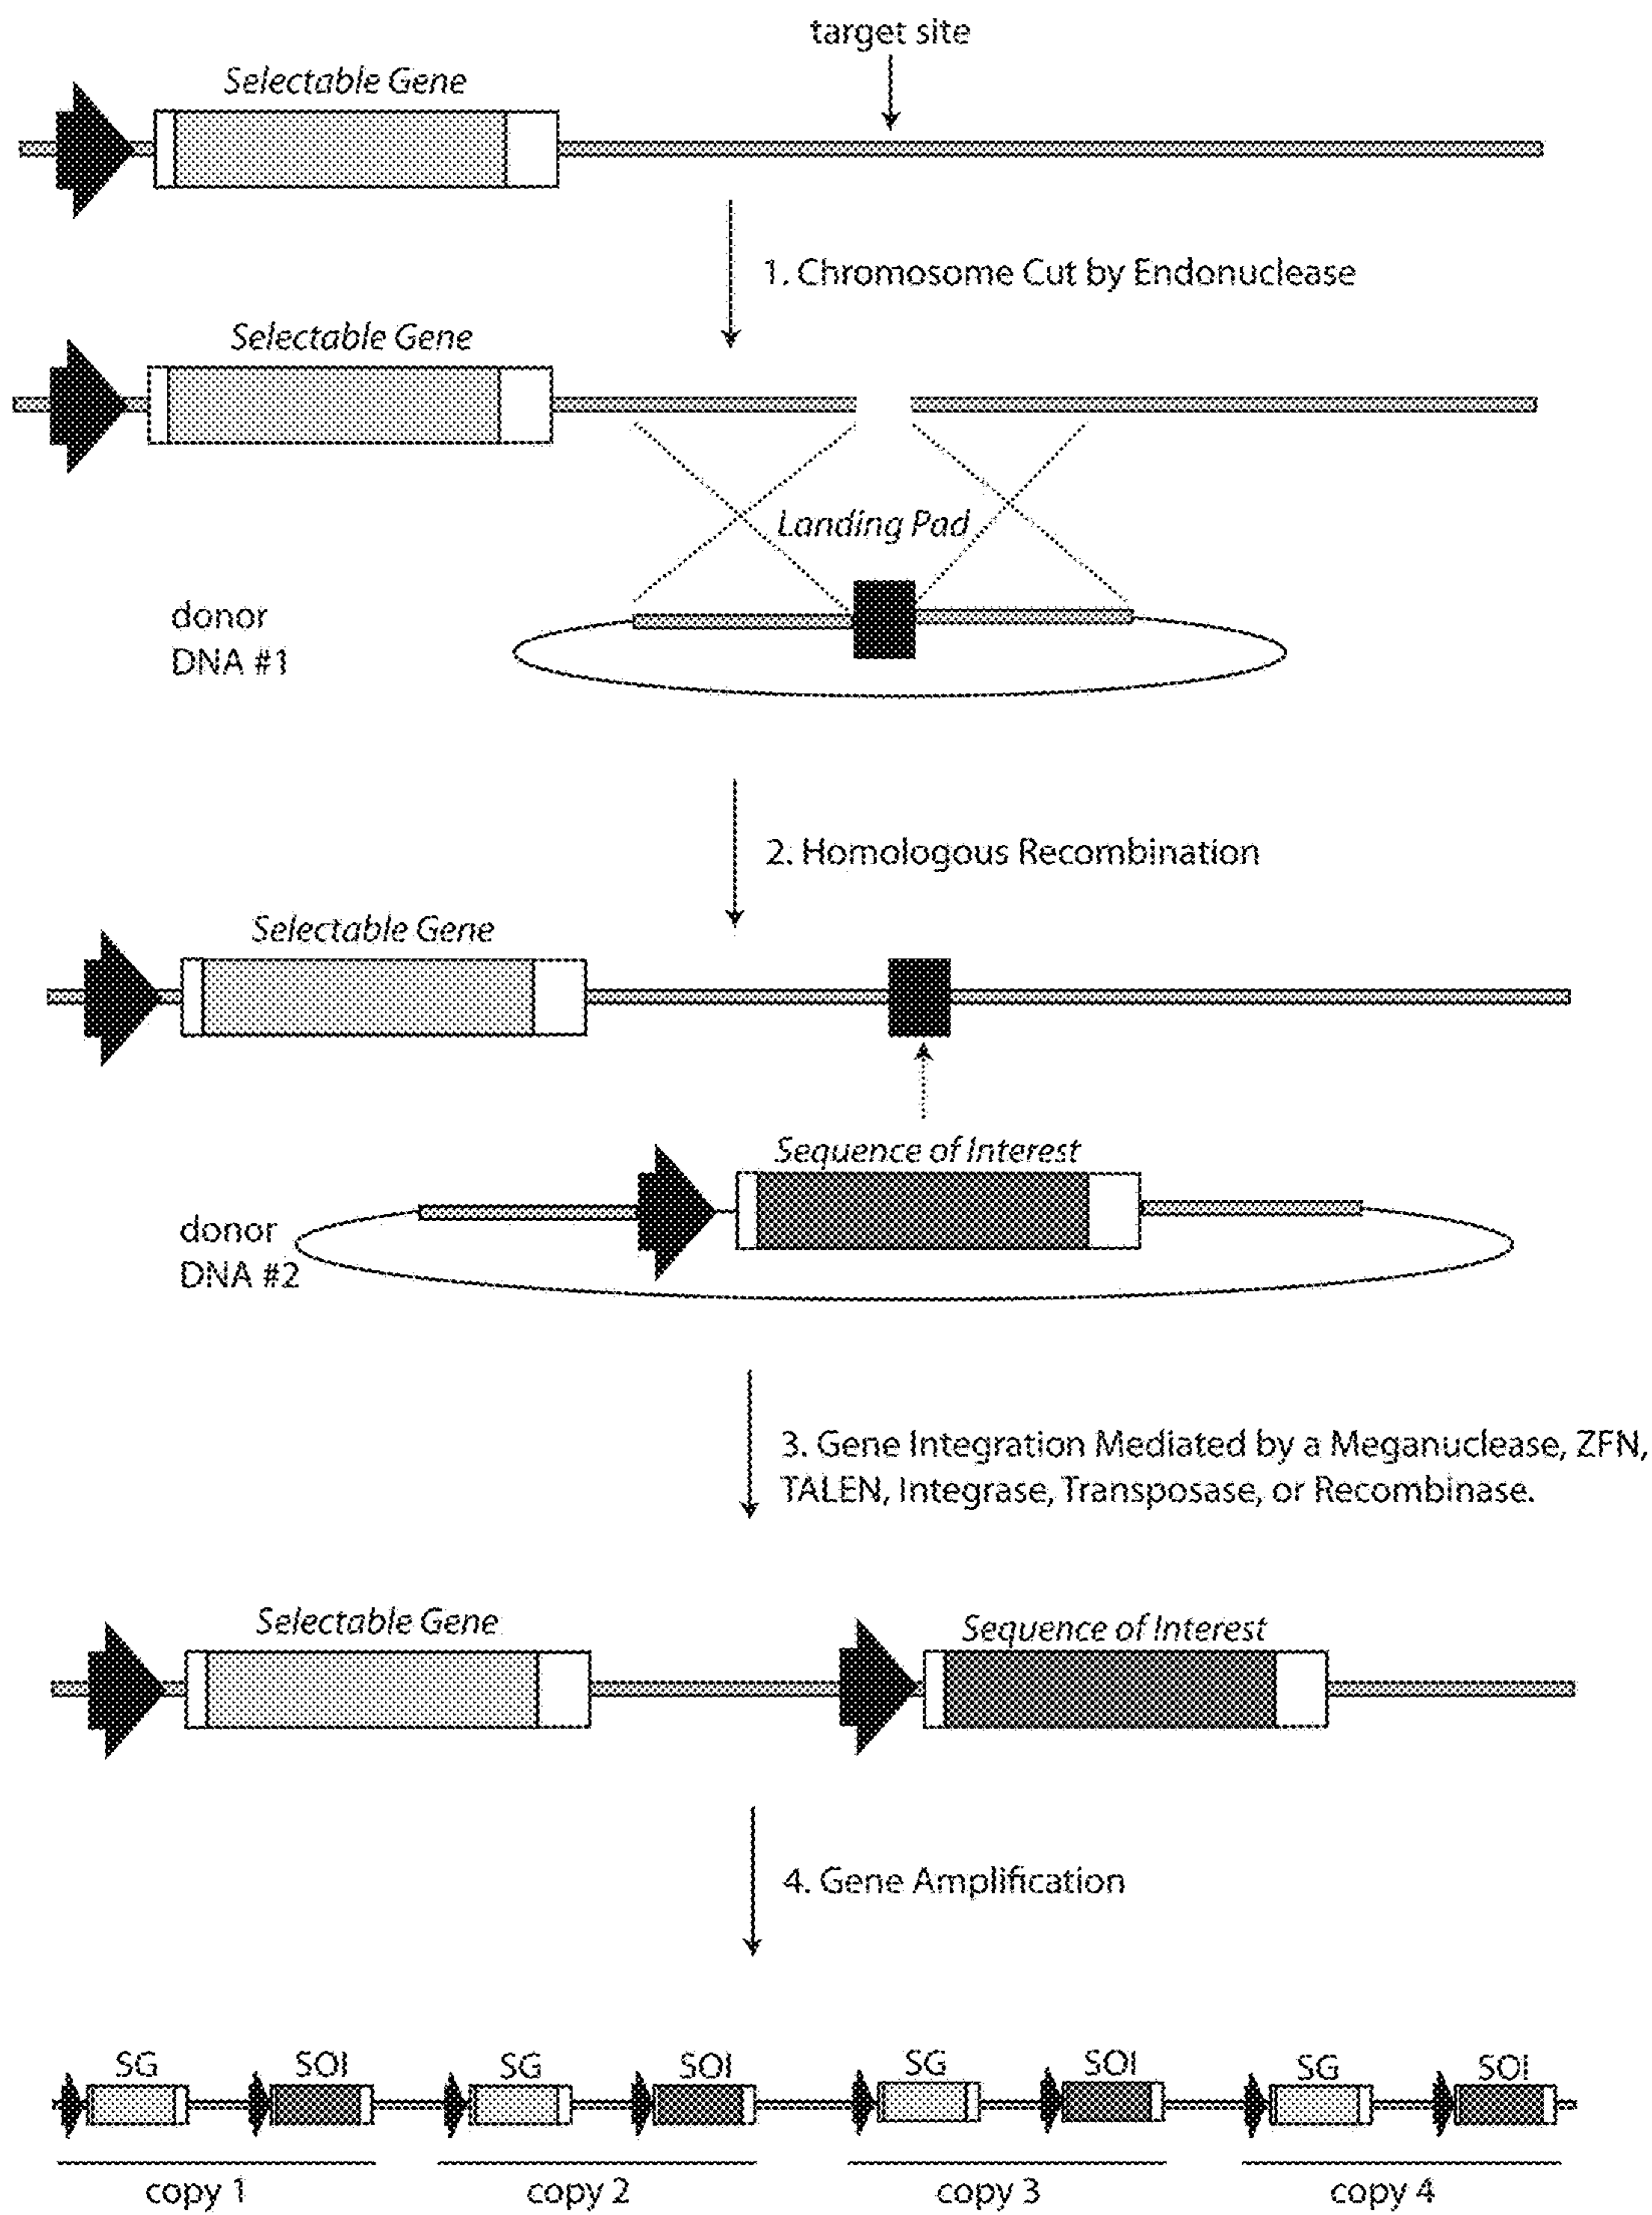 target site
Selectable Gene
1. Chromosome Cut by Endonuclease
Selectable Gene
Landing Pad
donor
DNA #1
2. Homologous Recombination
Selectable Gene
Sequence of Interest
donor
DNA #2
3. Gene Integration Mediated by a Meganuclease, ZFN,
TALEN, Integrase, Transposase, or Recombinase.
Selectable Gene
Sequence of Interest
4. Gene Amplification
SG SOI SG SOI SG SOI SG SOI
copy 1 copy 2 copy 3 copy 4